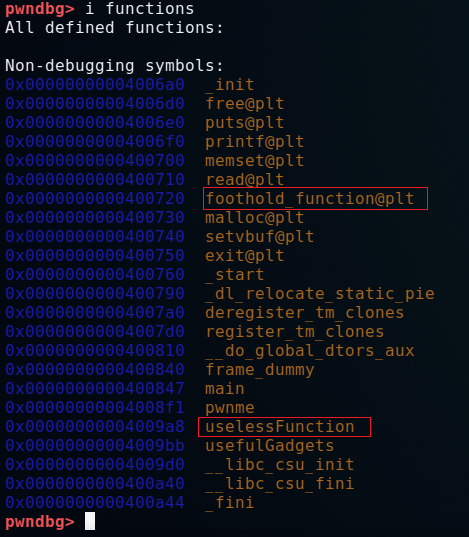 pwndbg> i functions
All defined functions:
Non-debugging symbols:
0x00000000004006a0 _init
0x00000000004006d0 free@plt
0x00000000004006e0 puts@plt
0x00000000004006f0 printf@plt
0x0000000000400700 memset@plt
0x0000000000400710 read@plt
0x0000000000400720 foothold_function@plt
0x0000000000400730 malloc@plt
0x0000000000400740 setvbuf@plt
0x0000000000400750 exit@plt
0x0000000000400760 _start
0x0000000000400790 _dl_relocate_static_pie
0x00000000004007a0 deregister_tm_clones
0x00000000004007d0 register_tm_clones
0x0000000000400810 __do_global_dtors_aux
0x0000000000400840 frame_dummy
0x0000000000400847 main
0x00000000004008f1 pwnme
0x00000000004009a8 uselessFunction
0x00000000004009bb usefulGadgets
0x00000000004009d0 __libc_csu_init
0x0000000000400a40 __libc_csu_fini
0x0000000000400a44 _fini
pwndbg>